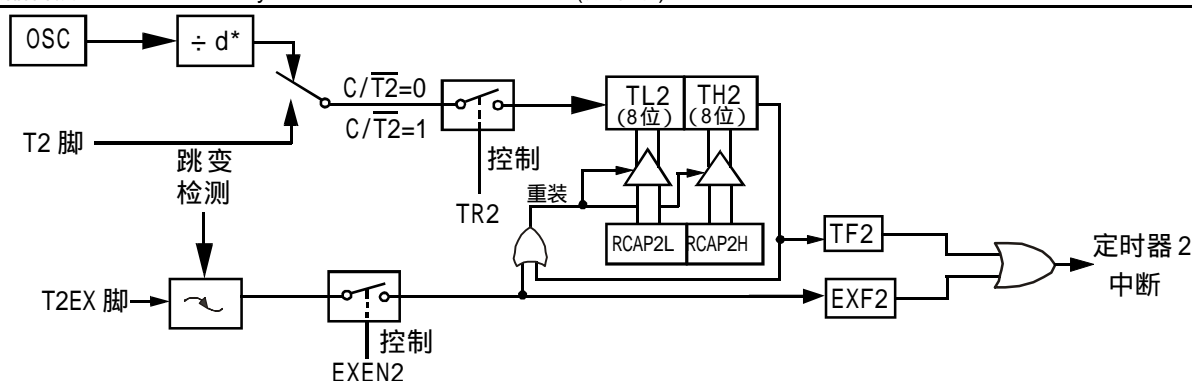 OSC
÷ d*
C/T2=0
C/T2=1
TL2
(8位)
TH2
(8位)
T2 脚
跳变
检测
控制
TR2
重装
RCAP2L
RCAP2H
TF2
定时器 2
中断
T2EX 脚
EXF2
控制
EXEN2